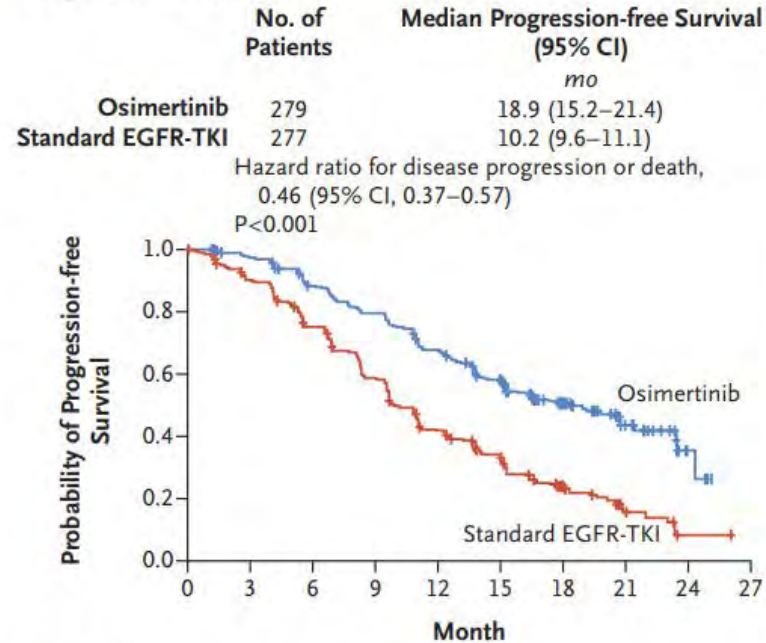 No. of Patients
Median Progression-free Survival (95% CI)
mo
Osimertinib 279 18.9 (15.2–21.4)
Standard EGFR-TKI 277 10.2 (9.6–11.1)
Hazard ratio for disease progression or death,
0.46 (95% CI, 0.37–0.57)
P<0.001
Probability of Progression-free
Survival
1.0
0.8
0.6
0.4
0.2
0.0
Osimertinib
Standard EGFR-TKI
0 3 6 9 12 15 18 21 24 27
Month